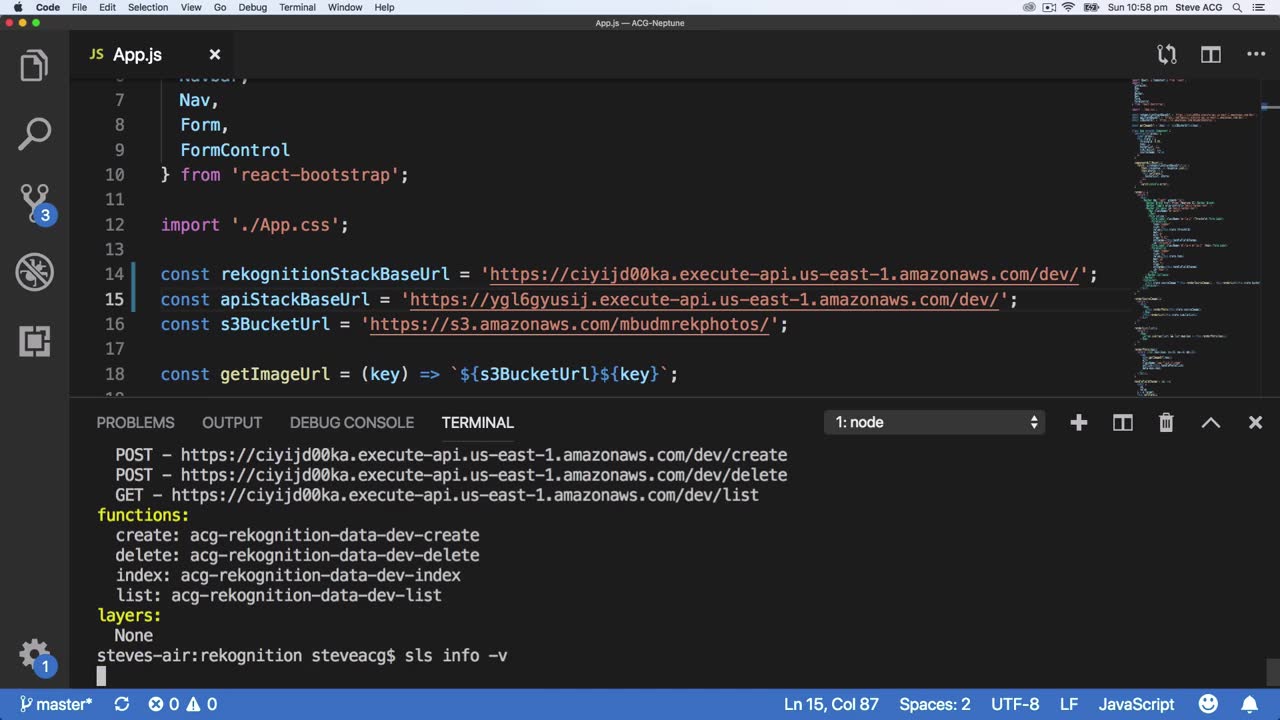 Code File Edit Selection View Go Debug Terminal Window Help Sun 10:58 pm Steve ACG
App.js — ACG-Neptune
JS App.js
Navbar,
7 Nav,
8 Form,
9 FormControl
10 } from 'react-bootstrap';
11
12 import './App.css';
13
14 const rekognitionStackBaseUrl = 'https://ciyijd00ka.execute-api.us-east-1.amazonaws.com/dev/';
15 const apiStackBaseUrl = 'https://ygl6gyusij.execute-api.us-east-1.amazonaws.com/dev/';
16 const s3BucketUrl = 'https://s3.amazonaws.com/mbudmrekphotos/';
17
18 const getImageUrl = (key) => `${s3BucketUrl}${key}`;
3
PROBLEMS OUTPUT DEBUG CONSOLE TERMINAL 1: node
POST - https://ciyijd00ka.execute-api.us-east-1.amazonaws.com/dev/create
POST - https://ciyijd00ka.execute-api.us-east-1.amazonaws.com/dev/delete
GET - https://ciyijd00ka.execute-api.us-east-1.amazonaws.com/dev/list
functions:
create: acg-rekognition-data-dev-create
delete: acg-rekognition-data-dev-delete
index: acg-rekognition-data-dev-index
list: acg-rekognition-data-dev-list
layers:
None
steves-air:rekognition steveacg$ sls info -v
1
master* 0 0 Ln 15, Col 87 Spaces: 2 UTF-8 LF JavaScript